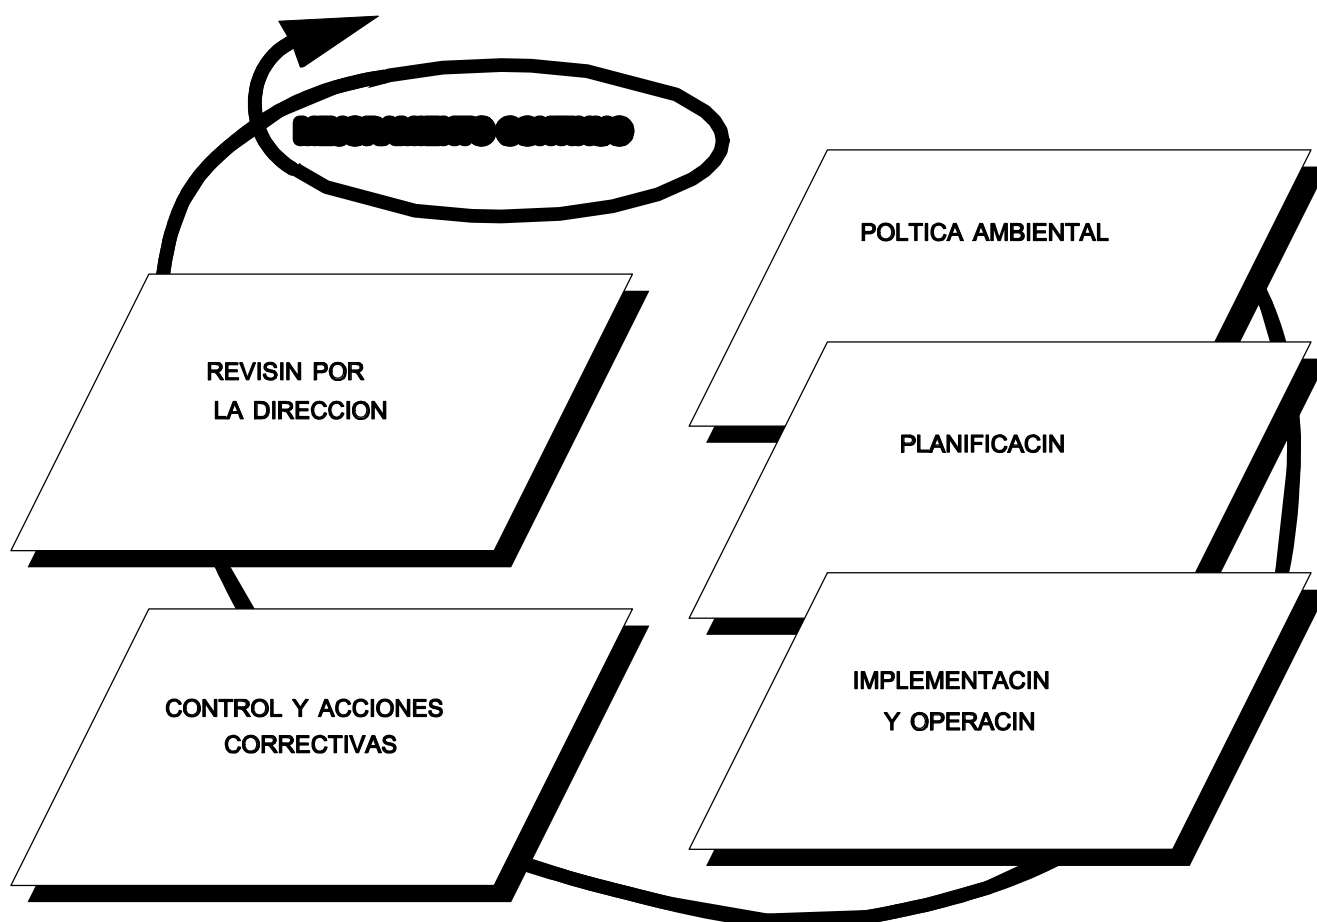 POLTICA AMBIENTAL
PLANIFICACIN
IMPLEMENTACIN
Y OPERACIN
CONTROL Y ACCIONES
CORRECTIVAS
REVISIN POR
LA DIRECCION